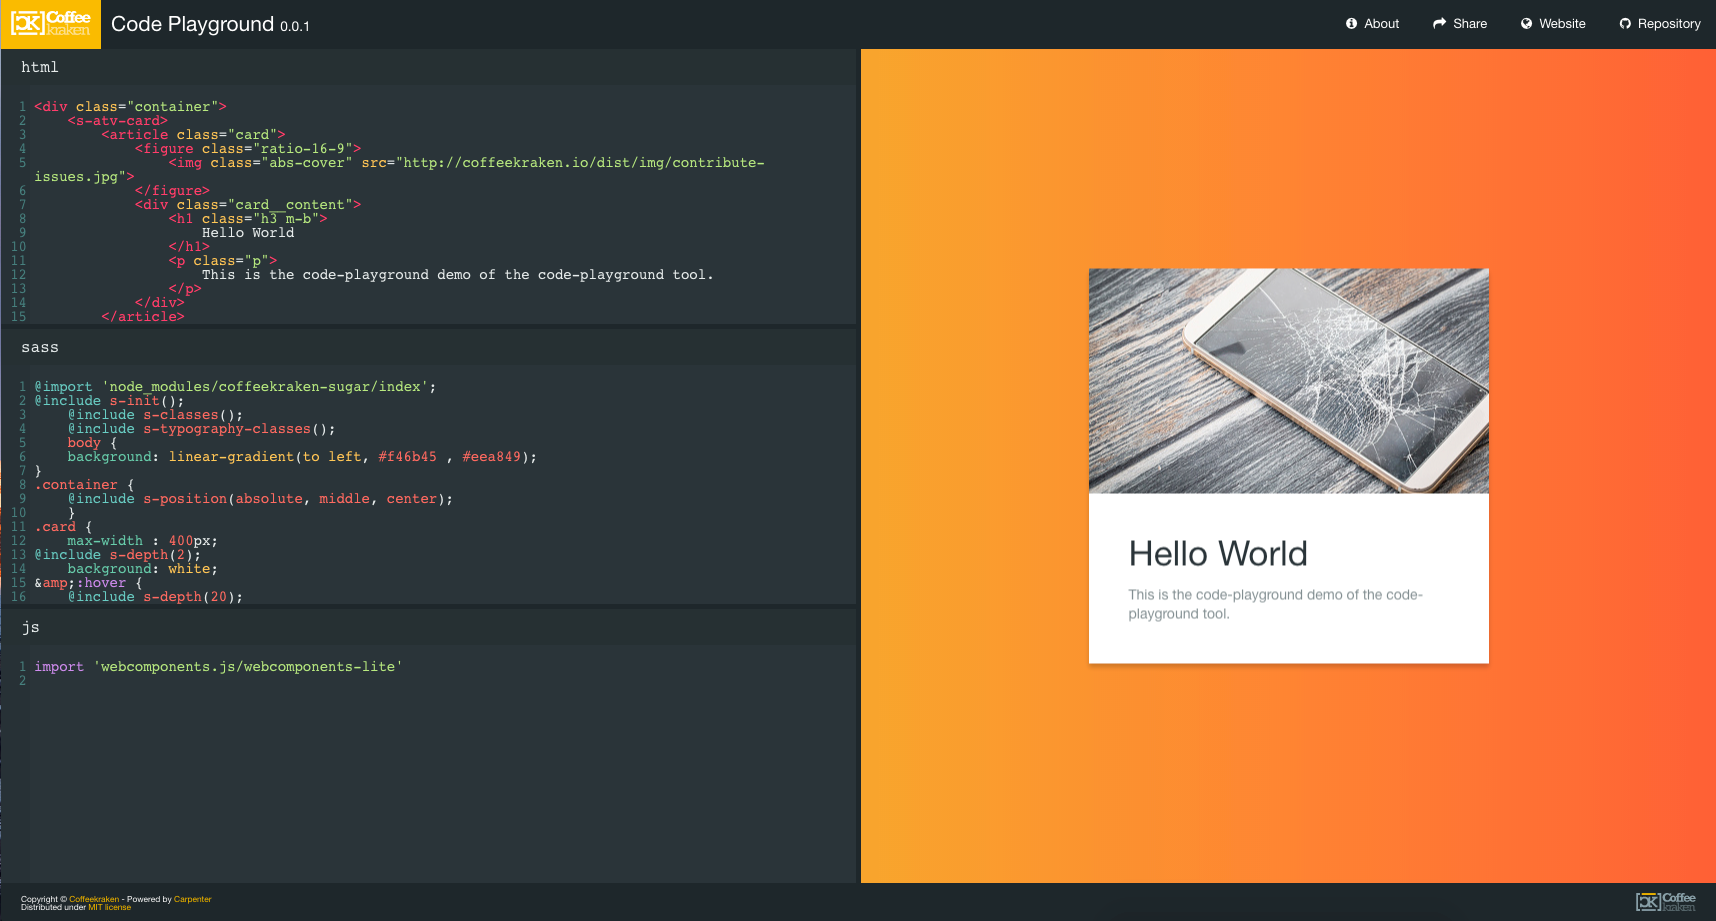 Coffee
kraken
Code Playground 0.0.1
About
Share
Website
Repository
html
1 <div class="container">
2 <s-atv-card>
3 <article class="card">
4 <figure class="ratio-16-9">
5 <img class="abs-cover" src="http://coffeekraken.io/dist/img/contribute-
issues.jpg">
6 </figure>
7 <div class="card__content">
8 <h1 class="h3 m-b">
9 Hello World
10 </h1>
11 <p class="p">
12 This is the code-playground demo of the code-playground tool.
13 </p>
14 </div>
15 </article>
sass
1 @import 'node_modules/coffeekraken-sugar/index';
2 @include s-init();
3 @include s-classes();
4 @include s-typography-classes();
5 body {
6 background: linear-gradient(to left, #f46b45 , #eea849);
7 }
8 .container {
9 @include s-position(absolute, middle, center);
10 }
11 .card {
12 max-width : 400px;
13 @include s-depth(2);
14 background: white;
15 &amp;:hover {
16 @include s-depth(20);
js
1 import 'webcomponents.js/webcomponents-lite'
2
Hello World
This is the code-playground demo of the code-
playground tool.
Copyright © Coffeekraken - Powered by Carpenter
Distributed under MIT license
Coffee
kraken